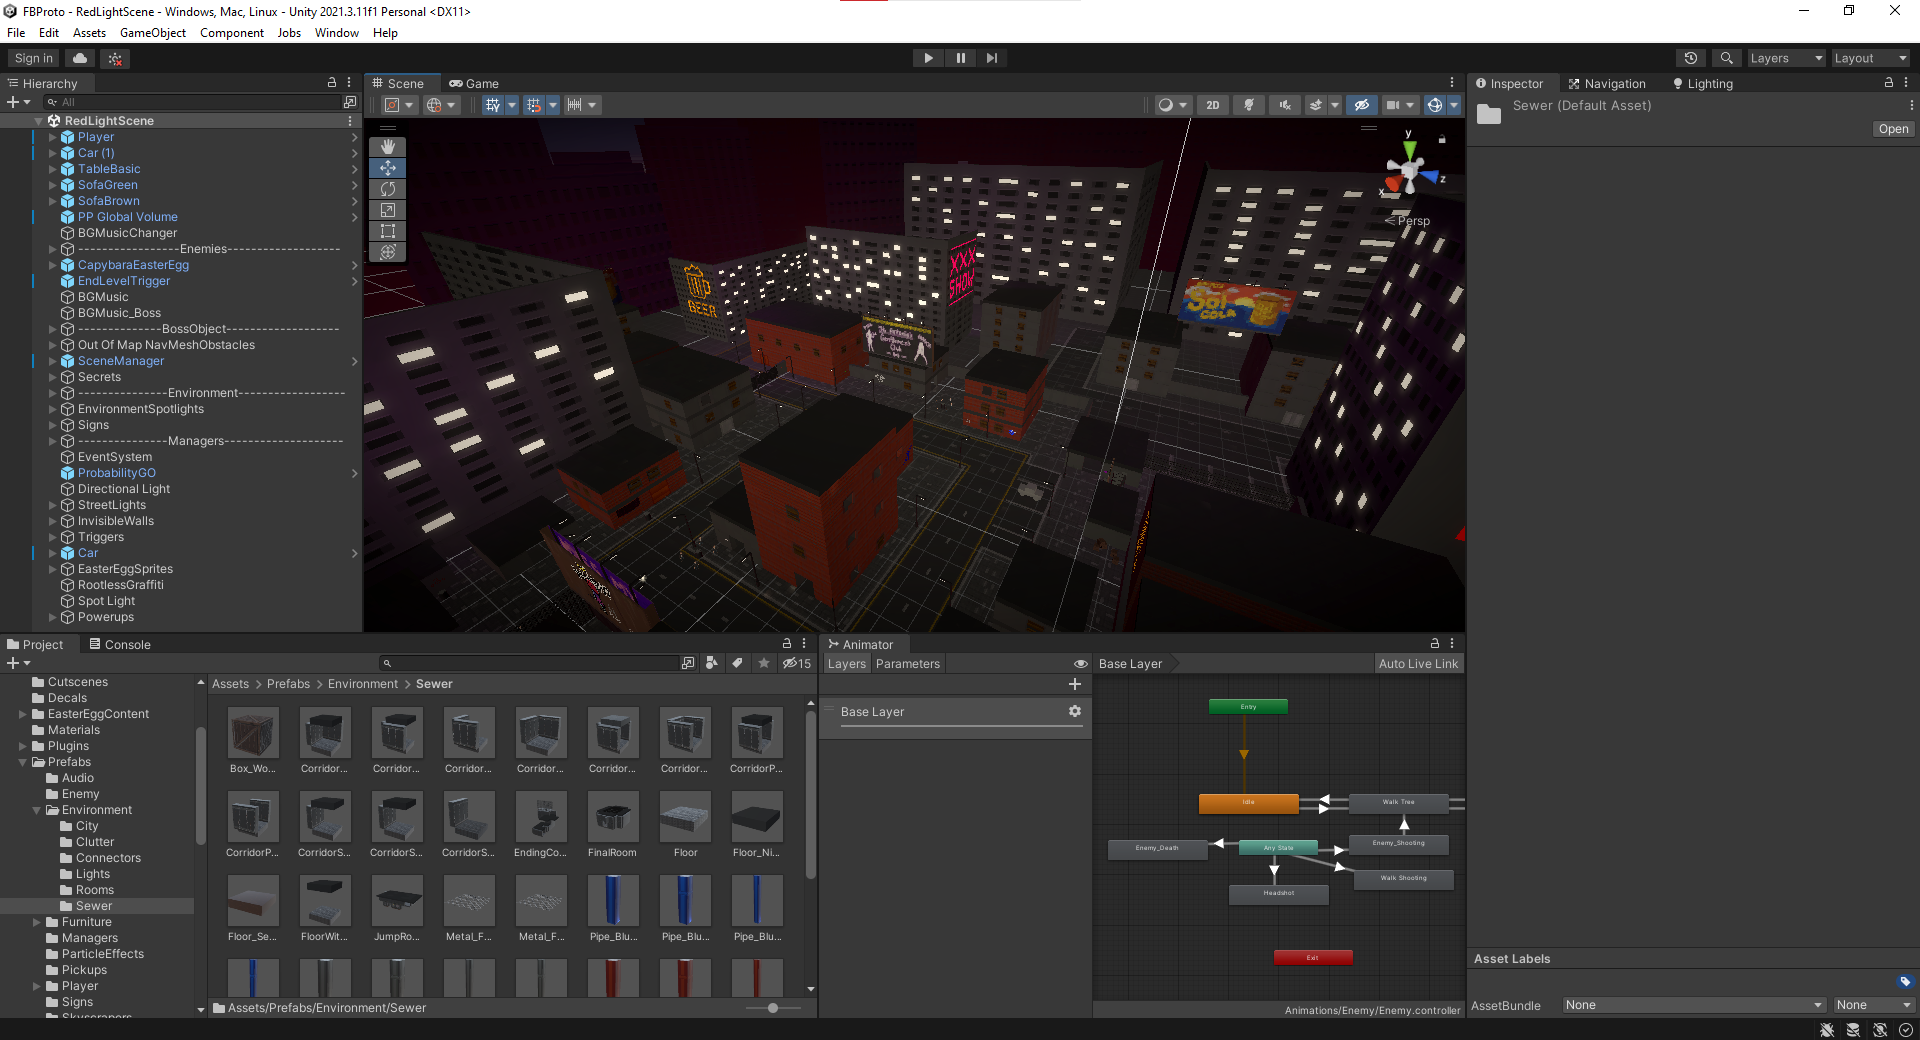 FBProto - RedLightScene - Windows, Mac, Linux - Unity 2021.3.11f1 Personal <DX11>
File Edit Assets GameObject Component Jobs Window Help
Sign in
Layers
Layout
Hierarchy
All
RedLightScene
Player
Car (1)
TableBasic
SofaGreen
SofaBrown
PP Global Volume
BGMusicChanger
-----------------Enemies-------------------
CapybaraEasterEgg
EndLevelTrigger
BGMusic
BGMusic_Boss
--------------BossObject-------------------
Out Of Map NavMeshObstacles
SceneManager
Secrets
---------------Environment------------------
EnvironmentSpotlights
Signs
---------------Managers--------------------
EventSystem
ProbabilityGO
Directional Light
StreetLights
InvisibleWalls
Triggers
Car
EasterEggSprites
RootlessGraffiti
Spot Light
Powerups
Scene
Game
2D
y
z
x
Persp
BEER
XXX
SHOW
Sol
COLA
Gentlemen's
Club
Inspector
Navigation
Lighting
Sewer (Default Asset)
Open
Project
Console
15
Cutscenes
Decals
EasterEggContent
Materials
Plugins
Prefabs
Audio
Enemy
Environment
City
Clutter
Connectors
Lights
Rooms
Sewer
Furniture
Managers
ParticleEffects
Pickups
Player
Signs
Skyscrapers
Assets > Prefabs > Environment > Sewer
Box_Wo... Corridor... Corridor... Corridor... Corridor... Corridor... Corridor... CorridorP...
CorridorP... CorridorS... CorridorS... CorridorS... EndingCo... FinalRoom Floor Floor_Ni...
Floor_Se... FloorWit... JumpRo... Metal_F... Metal_F... Pipe_Blu... Pipe_Blu... Pipe_Blu...
Assets/Prefabs/Environment/Sewer
Animator
Layers
Parameters
Base Layer
Auto Live Link
Base Layer
Entry
Idle
Walk Tree
Enemy_Death
Any State
Enemy_Shooting
Walk Shooting
Headshot
Exit
Animations/Enemy/Enemy.controller
Asset Labels
AssetBundle
None
None